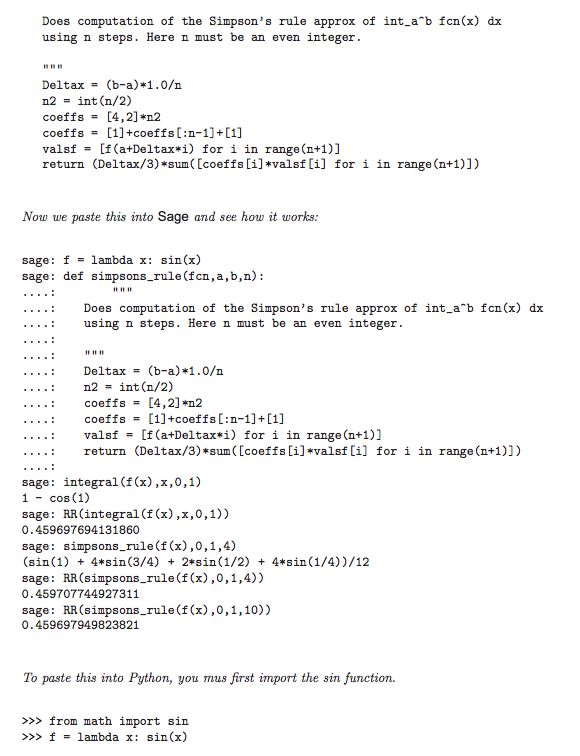 Does computation of the Simpson's rule approx of int_a^b fcn(x) dx
using n steps. Here n must be an even integer.
"""
Deltax = (b-a)*1.0/n
n2 = int(n/2)
coeffs = [4,2]*n2
coeffs = [1]+coeffs[:n-1]+[1]
valsf = [f(a+Deltax*i) for i in range(n+1)]
return (Deltax/3)*sum([coeffs[i]*valsf[i] for i in range(n+1)])
Now we paste this into Sage and see how it works:
sage: f = lambda x: sin(x)
sage: def simpsons_rule(fcn,a,b,n):
....:       """
....:    Does computation of the Simpson's rule approx of int_a^b fcn(x) dx
....:    using n steps. Here n must be an even integer.
....:
....:    """
....:    Deltax = (b-a)*1.0/n
....:    n2 = int(n/2)
....:    coeffs = [4,2]*n2
....:    coeffs = [1]+coeffs[:n-1]+[1]
....:    valsf = [f(a+Deltax*i) for i in range(n+1)]
....:    return (Deltax/3)*sum([coeffs[i]*valsf[i] for i in range(n+1)])
....:
sage: integral(f(x),x,0,1)
1 - cos(1)
sage: RR(integral(f(x),x,0,1))
0.459697694131860
sage: simpsons_rule(f(x),0,1,4)
(sin(1) + 4*sin(3/4) + 2*sin(1/2) + 4*sin(1/4))/12
sage: RR(simpsons_rule(f(x),0,1,4))
0.459707744927311
sage: RR(simpsons_rule(f(x),0,1,10))
0.459697949823821
To paste this into Python, you mus first import the sin function.
>>> from math import sin
>>> f = lambda x: sin(x)